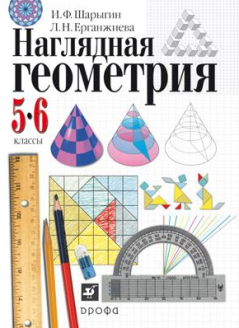 И.Ф.Шарыгин
Л.Н.Ерганжиева
Наглядная
геометрия
5•6
классы
дрофа